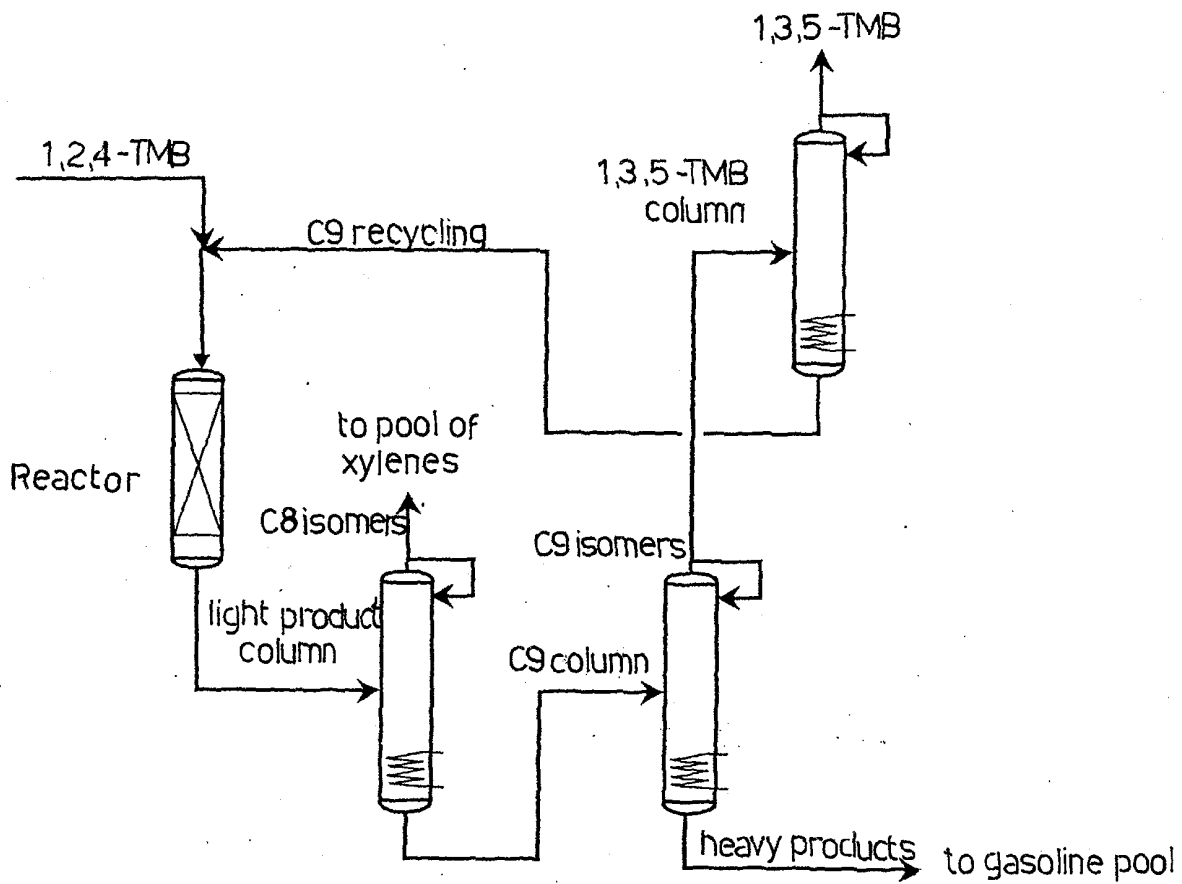 1,3,5-TMB
1,2,4-TMB
1,3,5-TMB
column
C9 recycling
Reactor
to pool of
xylenes
C8 isomers
C9 isomers
light product
column
C9 column
heavy products
to gasoline pool